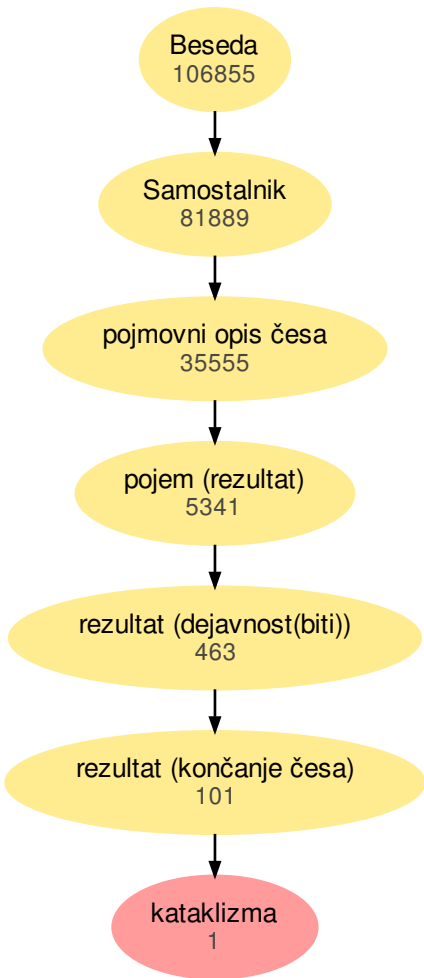 Beseda
106855
Samostalnik
81889
pojmovni opis česa
35555
pojem (rezultat)
5341
rezultat (dejavnost(biti))
463
rezultat (končanje česa)
101
kataklizma
1